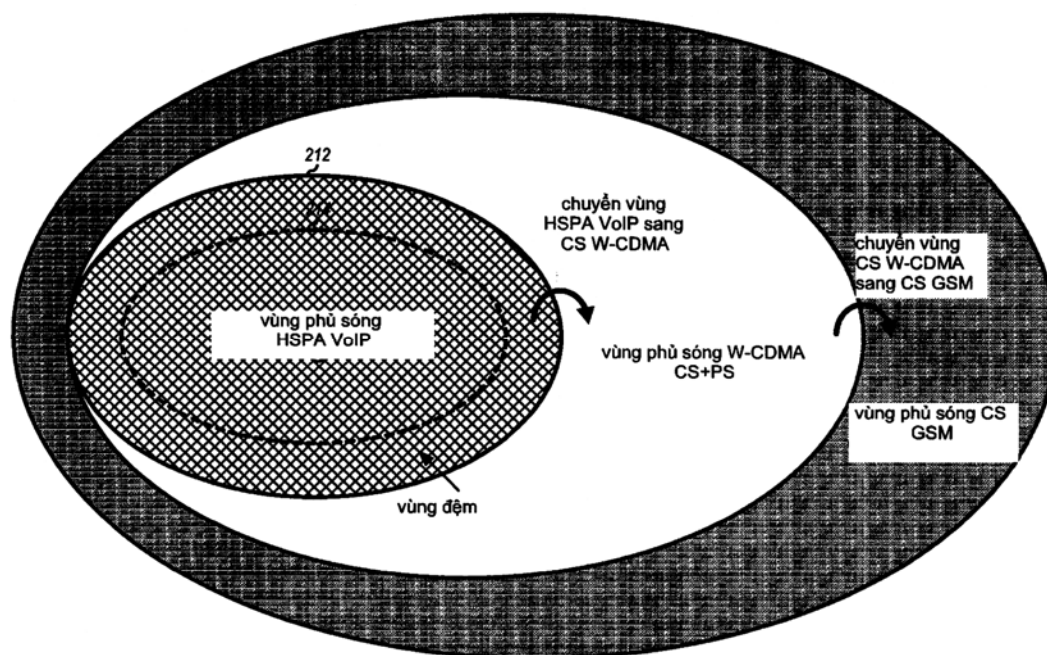 212
chuyển vùng
HSPA VoIP sang
CS W-CDMA
chuyển vùng
CS W-CDMA
sang CS GSM
vùng phủ sóng
HSPA VoIP
vùng phủ sóng W-CDMA
CS+PS
vùng phủ sóng CS
GSM
vùng đệm